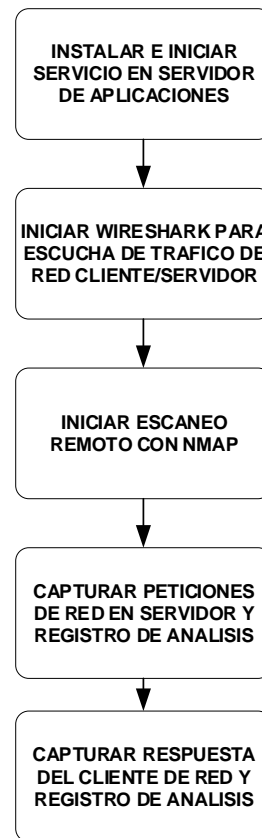 INSTALAR E INICIAR
SERVICIO EN SERVIDOR
DE APLICACIONES
INICIAR WIRESHARK PARA
ESCUCHA DE TRAFICO DE
RED CLIENTE/SERVIDOR
INICIAR ESCANEO
REMOTO CON NMAP
CAPTURAR PETICIONES
DE RED EN SERVIDOR Y
REGISTRO DE ANALISIS
CAPTURAR RESPUESTA
DEL CLIENTE DE RED Y
REGISTRO DE ANALISIS